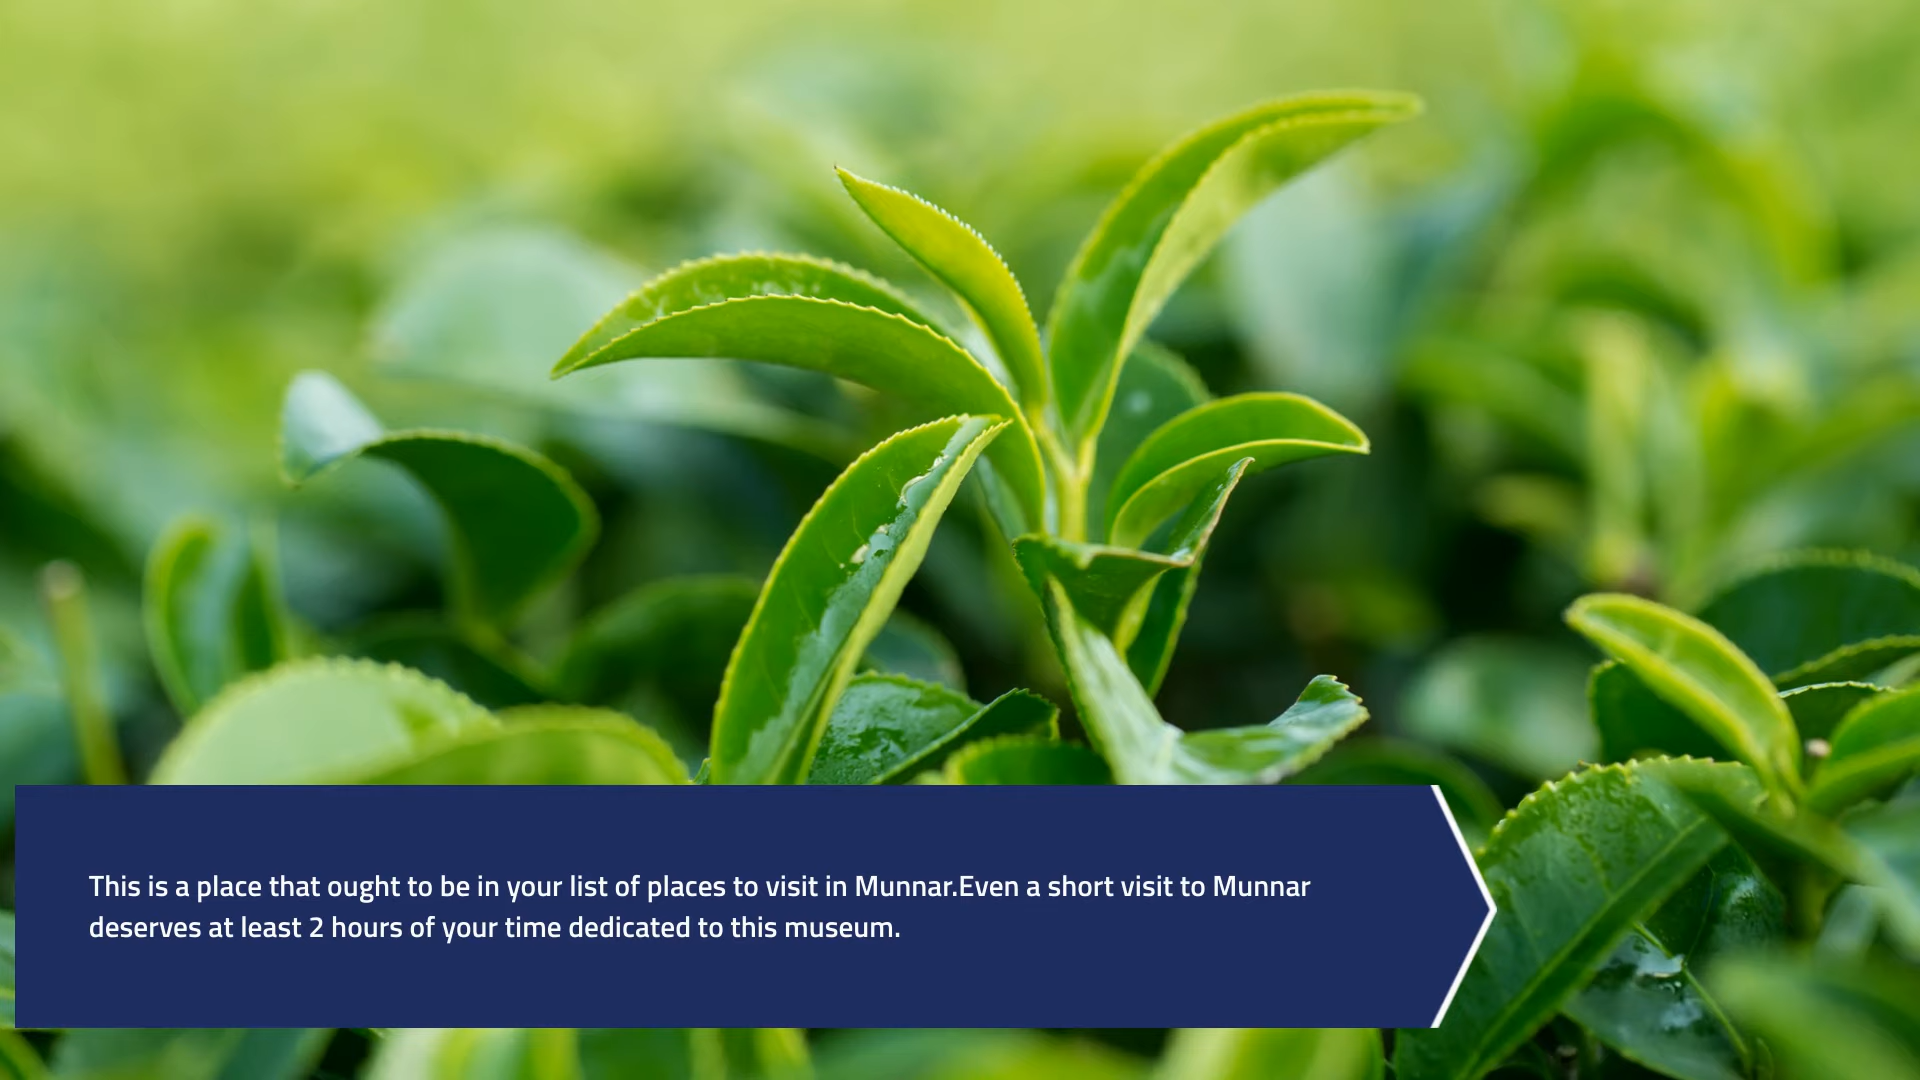 This is a place that ought to be in your list of places to visit in Munnar.Even a short visit to Munnar
deserves at least 2 hours of your time dedicated to this museum.